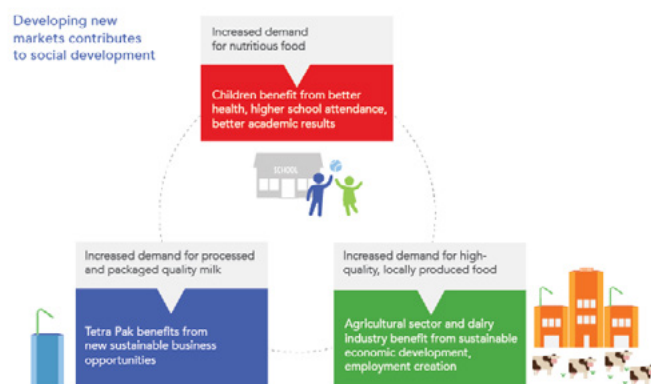 Developing new
markets contributes
to social development
Increased demand
for nutritious food
Children benefit from better
health, higher school attendance,
better academic results
SCHOOL
Increased demand for processed
and packaged quality milk
Tetra Pak benefits from
new sustainable business
opportunities
Increased demand for high-
quality, locally produced food
Agricultural sector and dairy
industry benefit from sustainable
economic development,
employment creation